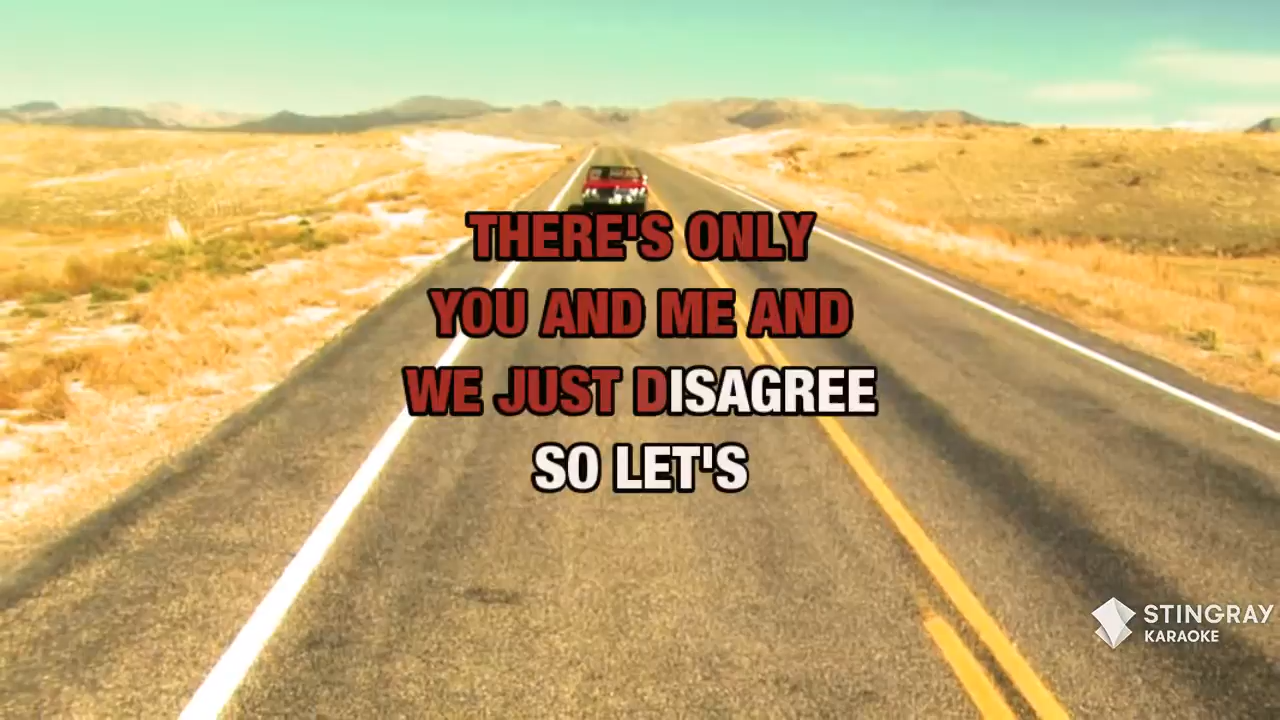 THERE'S ONLY
YOU AND ME AND
WE JUST DISAGREE
SO LET'S
STINGRAY
KARAOKE